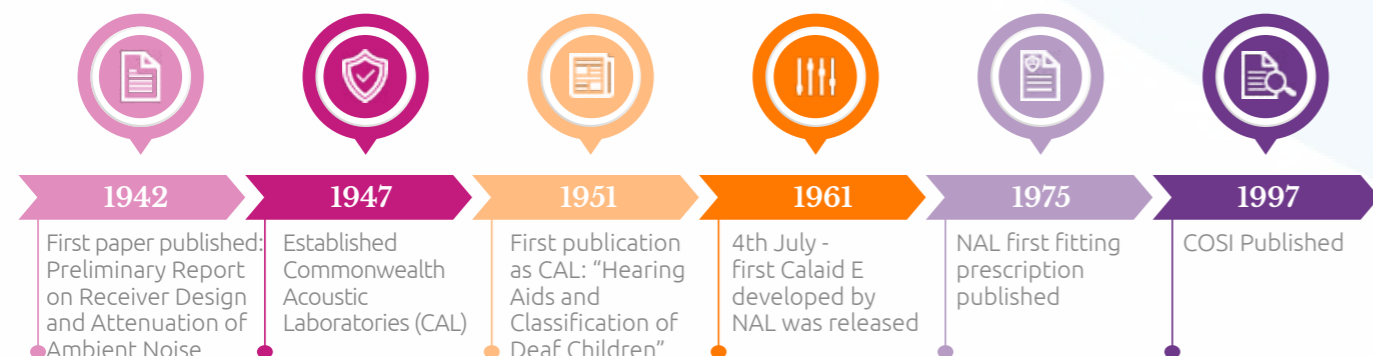 1942
First paper published:
Preliminary Report
on Receiver Design
and Attenuation of
Ambient Noise
1947
Established
Commonwealth
Acoustic
Laboratories (CAL)
1951
First publication
as CAL: “Hearing
Aids and
Classification of
Deaf Children”
1961
4th July -
first Calaid E
developed by
NAL was released
1975
NAL first fitting
prescription
published
1997
COSI Published